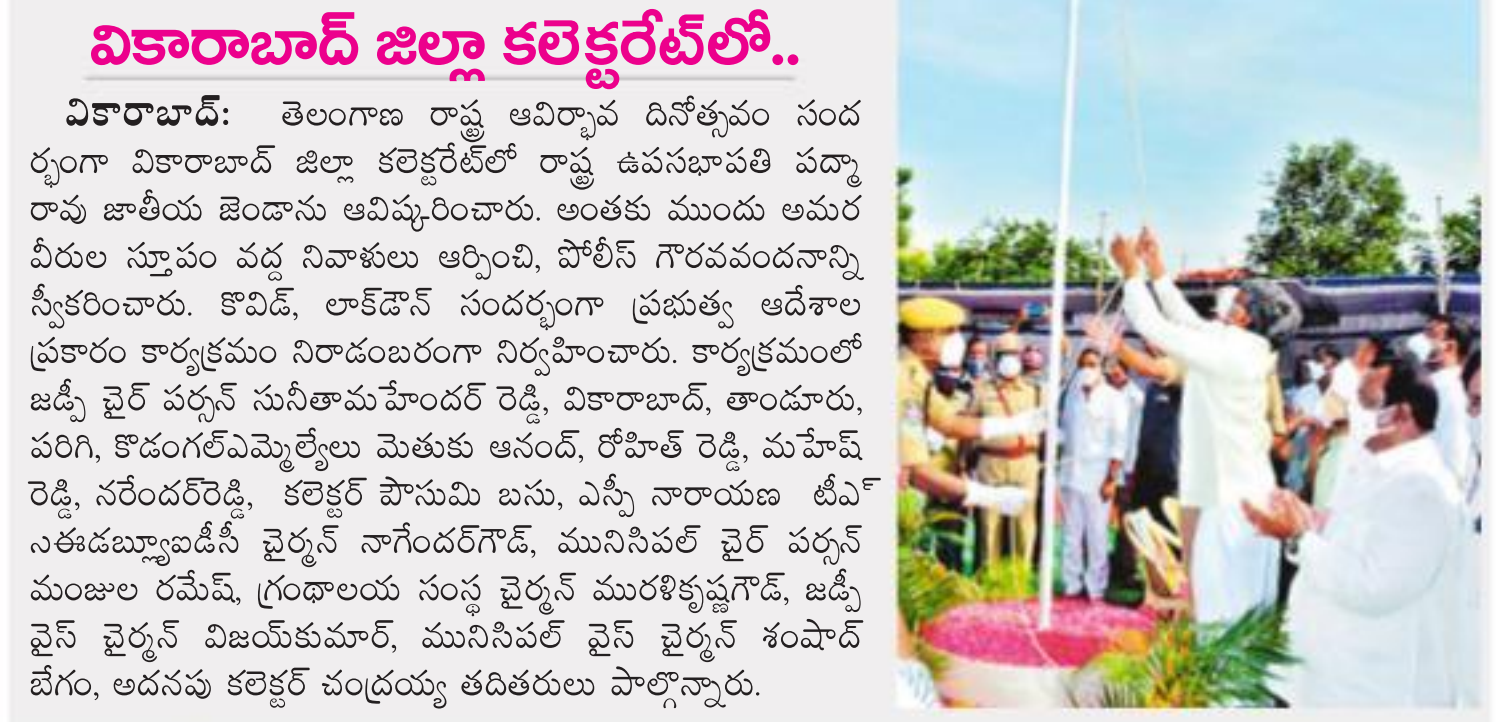 వికారాబాద్ జిల్లా కలెక్టరేట్‌లో..
వికారాబాద్: తెలంగాణ రాష్ట్ర ఆవిర్భావ దినోత్సవం సంద
ర్భంగా వికారాబాద్ జిల్లా కలెక్టరేట్‌లో రాష్ట్ర ఉపసభాపతి పద్మా
రావు జాతీయ జెండాను ఆవిష్కరించారు. అంతకు ముందు అమర
వీరుల స్తూపం వద్ద నివాళులు ఆర్పించి, పోలీస్ గౌరవవందనాన్ని
స్వీకరించారు. కొవిడ్, లాక్‌డౌన్ సందర్భంగా ప్రభుత్వ ఆదేశాల
ప్రకారం కార్యక్రమం నిరాడంబరంగా నిర్వహించారు. కార్యక్రమంలో
జడ్పీ చైర్ పర్సన్ సునీతామహేందర్ రెడ్డి, వికారాబాద్, తాండూరు,
పరిగి, కొడంగల్‌ఎమ్మెల్యేలు మెతుకు ఆనంద్, రోహిత్ రెడ్డి, మహేష్
రెడ్డి, నరేందర్‌రెడ్డి, కలెక్టర్ పౌసుమి బసు, ఎస్పీ నారాయణ టీఎ
ఈడబ్ల్యూఐడీసీ చైర్మన్ నాగేందర్‌గౌడ్, మునిసిపల్ చైర్ పర్సన్
మంజుల రమేష్, గ్రంథాలయ సంస్థ చైర్మన్ మురళికృష్ణగౌడ్, జడ్పీ
వైస్ చైర్మన్ విజయ్‌కుమార్, మునిసిపల్ వైస్ చైర్మన్ శంషాద్
బేగం, అదనపు కలెక్టర్ చంద్రయ్య తదితరులు పాల్గొన్నారు.